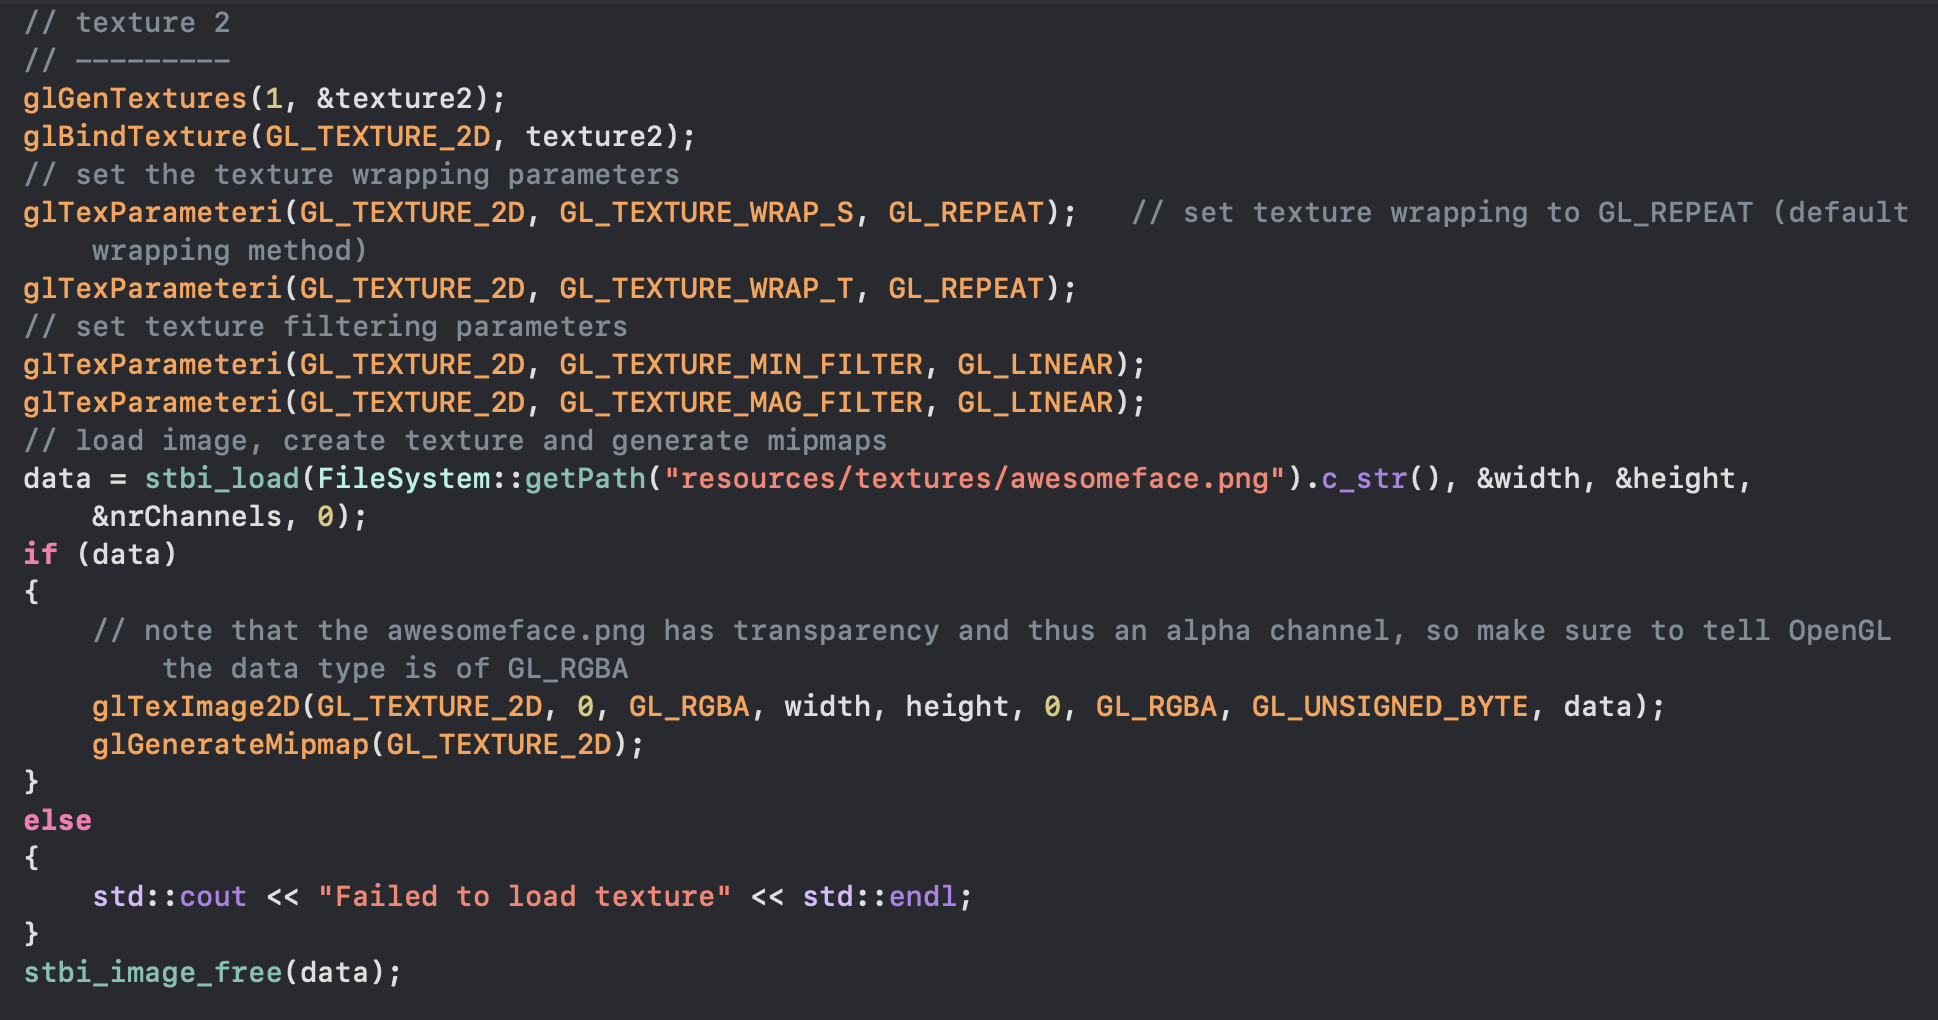 // texture 2
// ---------
glGenTextures(1, &texture2);
glBindTexture(GL_TEXTURE_2D, texture2);
// set the texture wrapping parameters
glTexParameteri(GL_TEXTURE_2D, GL_TEXTURE_WRAP_S, GL_REPEAT);   // set texture wrapping to GL_REPEAT (default
    wrapping method)
glTexParameteri(GL_TEXTURE_2D, GL_TEXTURE_WRAP_T, GL_REPEAT);
// set texture filtering parameters
glTexParameteri(GL_TEXTURE_2D, GL_TEXTURE_MIN_FILTER, GL_LINEAR);
glTexParameteri(GL_TEXTURE_2D, GL_TEXTURE_MAG_FILTER, GL_LINEAR);
// load image, create texture and generate mipmaps
data = stbi_load(FileSystem::getPath("resources/textures/awesomeface.png").c_str(), &width, &height,
    &nrChannels, 0);
if (data)
{
    // note that the awesomeface.png has transparency and thus an alpha channel, so make sure to tell OpenGL
        the data type is of GL_RGBA
    glTexImage2D(GL_TEXTURE_2D, 0, GL_RGBA, width, height, 0, GL_RGBA, GL_UNSIGNED_BYTE, data);
    glGenerateMipmap(GL_TEXTURE_2D);
}
else
{
    std::cout << "Failed to load texture" << std::endl;
}
stbi_image_free(data);